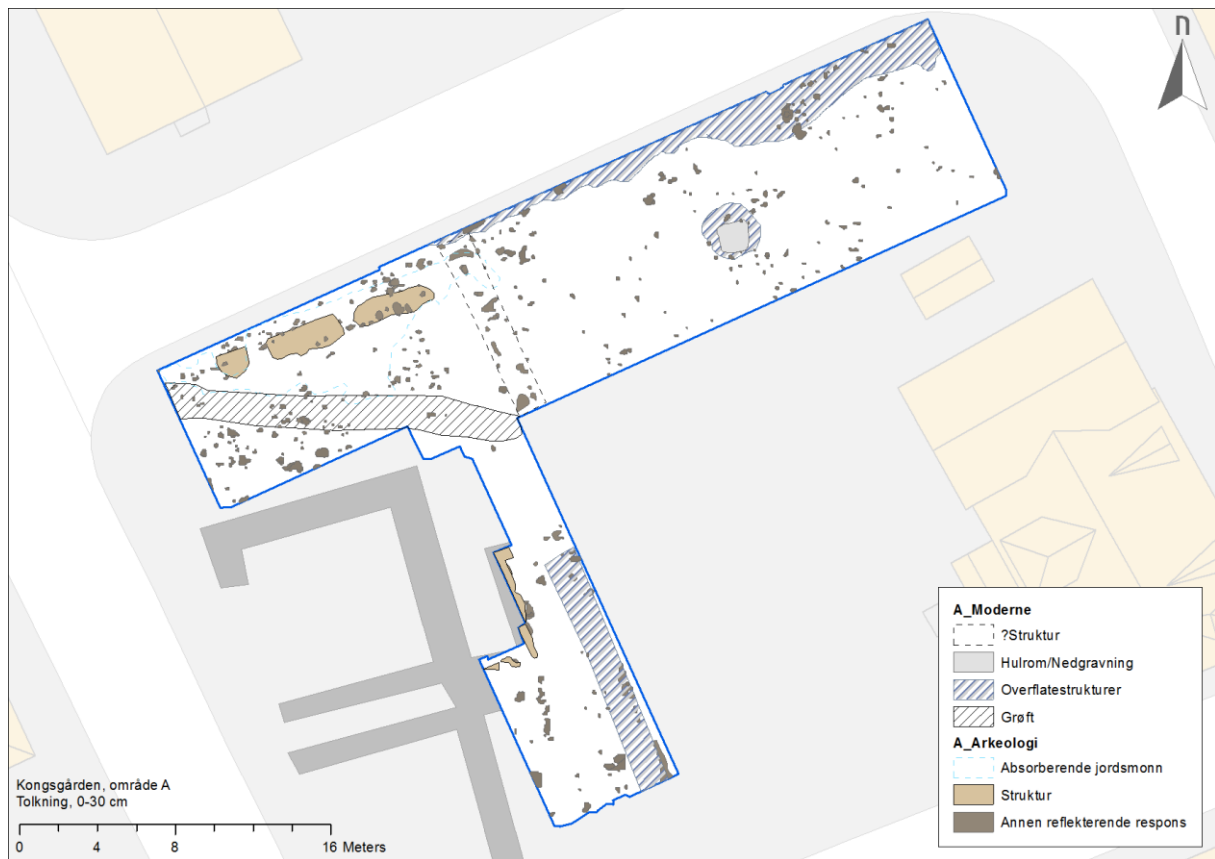 n
A_Moderne
?Struktur
Hulrom/Nedgravning
Overflatestrukturer
Grøft
A_Arkeologi
Absorberende jordsmonn
Struktur
Annen reflekterende respons
Kongsgården, område A
Tolkning, 0-30 cm
0 4 8 16 Meters